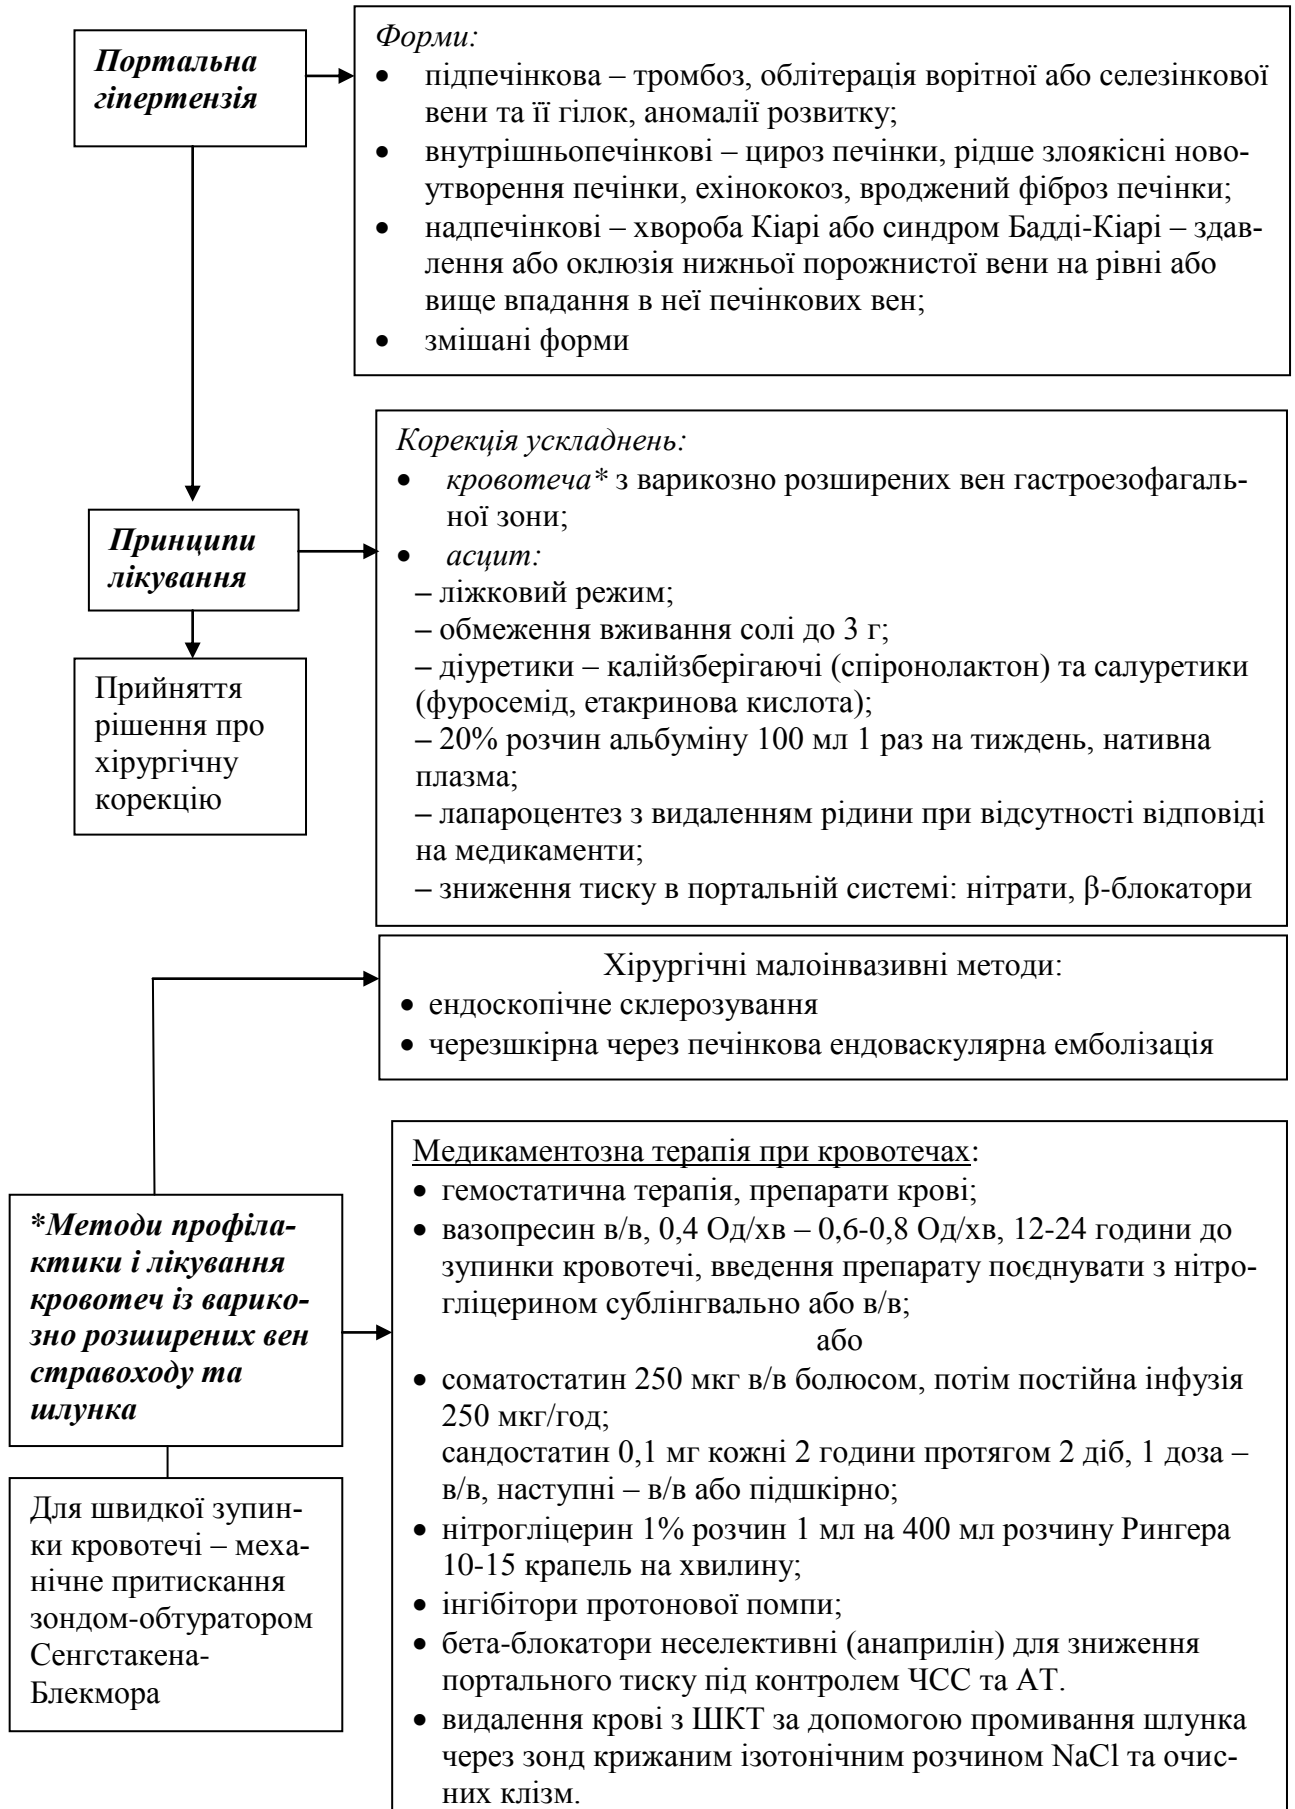 Портальна
гіпертензія
Форми:
• підпечінкова – тромбоз, облітерація ворітної або селезінкової
вени та її гілок, аномалії розвитку;
• внутрішньопечінкові – цироз печінки, рідше злоякісні ново-
утворення печінки, ехінококоз, вроджений фіброз печінки;
• надпечінкові – хвороба Кіарі або синдром Бадді-Кіарі – здав-
лення або оклюзія нижньої порожнистої вени на рівні або
вище впадання в неї печінкових вен;
• змішані форми
Принципи
лікування
Корекція ускладнень:
• кровотеча* з варикозно розширених вен гастроезофагаль-
ної зони;
• асцит:
– ліжковий режим;
– обмеження вживання солі до 3 г;
– діуретики – калійзберігаючі (спіронолактон) та салуретики
(фуросемід, етакринова кислота);
– 20% розчин альбуміну 100 мл 1 раз на тиждень, нативна
плазма;
– лапароцентез з видаленням рідини при відсутності відповіді
на медикаменти;
– зниження тиску в портальній системі: нітрати, β-блокатори
Прийняття
рішення про
хірургічну
корекцію
Хірургічні малоінвазивні методи:
• ендоскопічне склерозування
• черезшкірна через печінкова ендоваскулярна емболізація
*Методи профіла-
ктики і лікування
кровотеч із варико-
зно розширених вен
стравоходу та
шлунка
Медикаментозна терапія при кровотечах:
• гемостатична терапія, препарати крові;
• вазопресин в/в, 0,4 Од/хв – 0,6-0,8 Од/хв, 12-24 години до
зупинки кровотечі, введення препарату поєднувати з нітро-
гліцерином сублінгвально або в/в;
або
• соматостатин 250 мкг в/в болюсом, потім постійна інфузія
250 мкг/год;
сандостатин 0,1 мг кожні 2 години протягом 2 діб, 1 доза –
в/в, наступні – в/в або підшкірно;
• нітрогліцерин 1% розчин 1 мл на 400 мл розчину Рингера
10-15 крапель на хвилину;
• інгібітори протонової помпи;
• бета-блокатори неселективні (анаприлін) для зниження
портального тиску під контролем ЧСС та АТ.
• видалення крові з ШКТ за допомогою промивання шлунка
через зонд крижаним ізотонічним розчином NaCl та очис-
них клізм.
Для швидкої зупин-
ки кровотечі – меха-
нічне притискання
зондом-обтуратором
Сенгстакена-
Блекмора